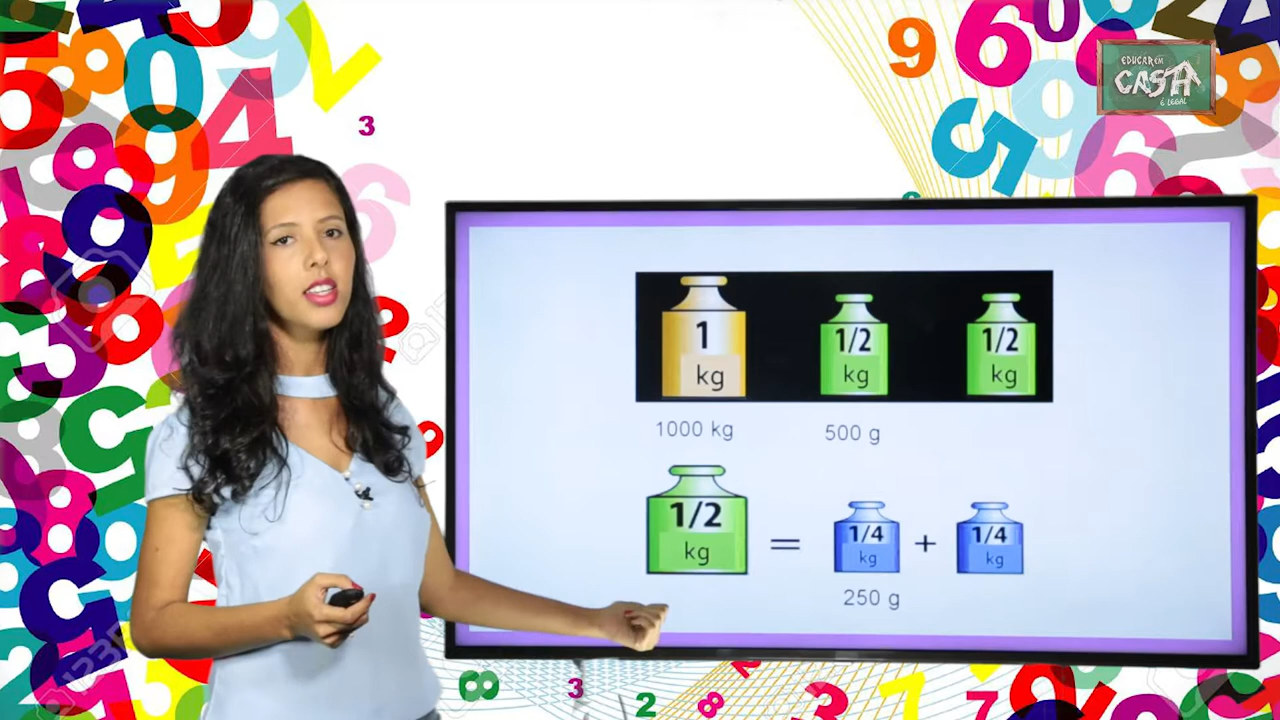 EDUCAR EM
CASA
É LEGAL
1
kg
1/2
kg
1/2
kg
1000 kg
500 g
1/2
kg
=
1/4
kg
+
1/4
kg
250 g